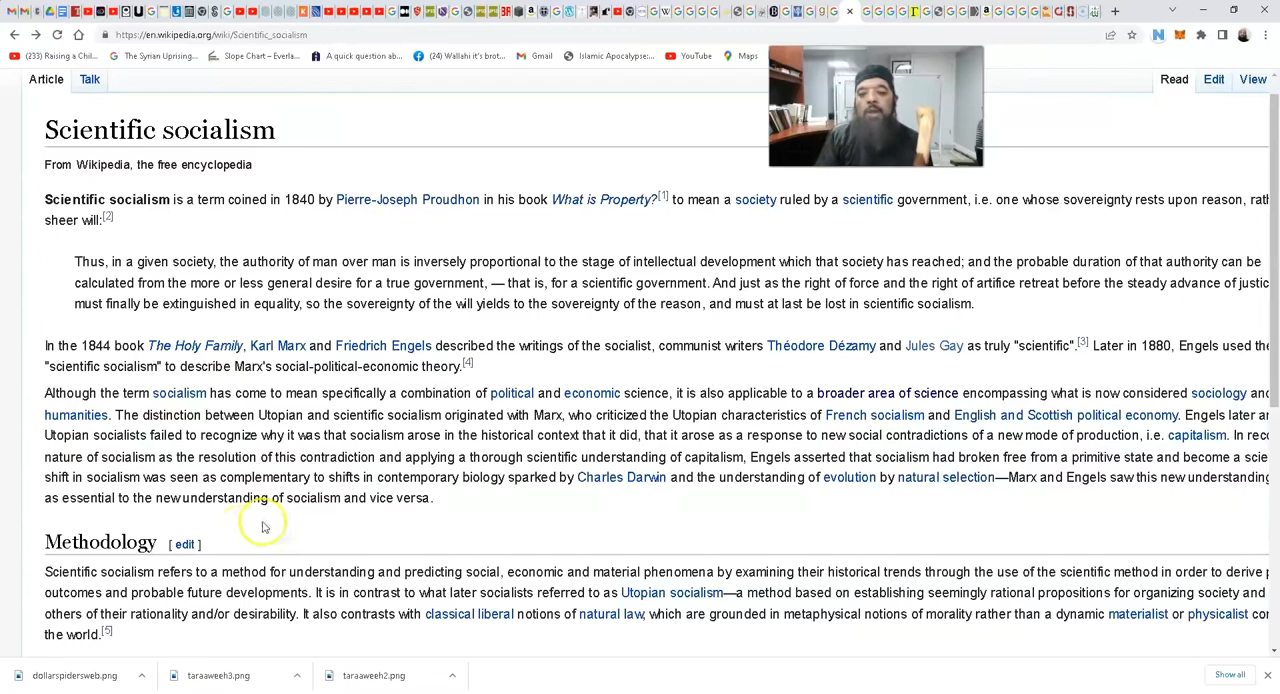 https://en.wikipedia.org/wiki/Scientific_socialism
(233) Raising a Chil...
The Syrian Uprising...
Slope Chart – Everla...
A quick question ab...
(24) Wallahi it's brot...
Gmail
Islamic Apocalypse:...
YouTube
Maps
Article Talk Read Edit View
Scientific socialism
From Wikipedia, the free encyclopedia
Scientific socialism is a term coined in 1840 by Pierre-Joseph Proudhon in his book What is Property?[1] to mean a society ruled by a scientific government, i.e. one whose sovereignty rests upon reason, rath
sheer will:[2]
Thus, in a given society, the authority of man over man is inversely proportional to the stage of intellectual development which that society has reached; and the probable duration of that authority can be
calculated from the more or less general desire for a true government, — that is, for a scientific government. And just as the right of force and the right of artifice retreat before the steady advance of justic
must finally be extinguished in equality, so the sovereignty of the will yields to the sovereignty of the reason, and must at last be lost in scientific socialism.
In the 1844 book The Holy Family, Karl Marx and Friedrich Engels described the writings of the socialist, communist writers Théodore Dézamy and Jules Gay as truly "scientific".[3] Later in 1880, Engels used the
"scientific socialism" to describe Marx's social-political-economic theory.[4]
Although the term socialism has come to mean specifically a combination of political and economic science, it is also applicable to a broader area of science encompassing what is now considered sociology and
humanities. The distinction between Utopian and scientific socialism originated with Marx, who criticized the Utopian characteristics of French socialism and English and Scottish political economy. Engels later ar
Utopian socialists failed to recognize why it was that socialism arose in the historical context that it did, that it arose as a response to new social contradictions of a new mode of production, i.e. capitalism. In reco
nature of socialism as the resolution of this contradiction and applying a thorough scientific understanding of capitalism, Engels asserted that socialism had broken free from a primitive state and become a scie
shift in socialism was seen as complementary to shifts in contemporary biology sparked by Charles Darwin and the understanding of evolution by natural selection—Marx and Engels saw this new understanding
as essential to the new understanding of socialism and vice versa.
Methodology [ edit ]
Scientific socialism refers to a method for understanding and predicting social, economic and material phenomena by examining their historical trends through the use of the scientific method in order to derive p
outcomes and probable future developments. It is in contrast to what later socialists referred to as Utopian socialism—a method based on establishing seemingly rational propositions for organizing society and
others of their rationality and/or desirability. It also contrasts with classical liberal notions of natural law, which are grounded in metaphysical notions of morality rather than a dynamic materialist or physicalist con
the world.[5]
dollarspidersweb.png
taraaweeh3.png
taraaweeh2.png
Show all